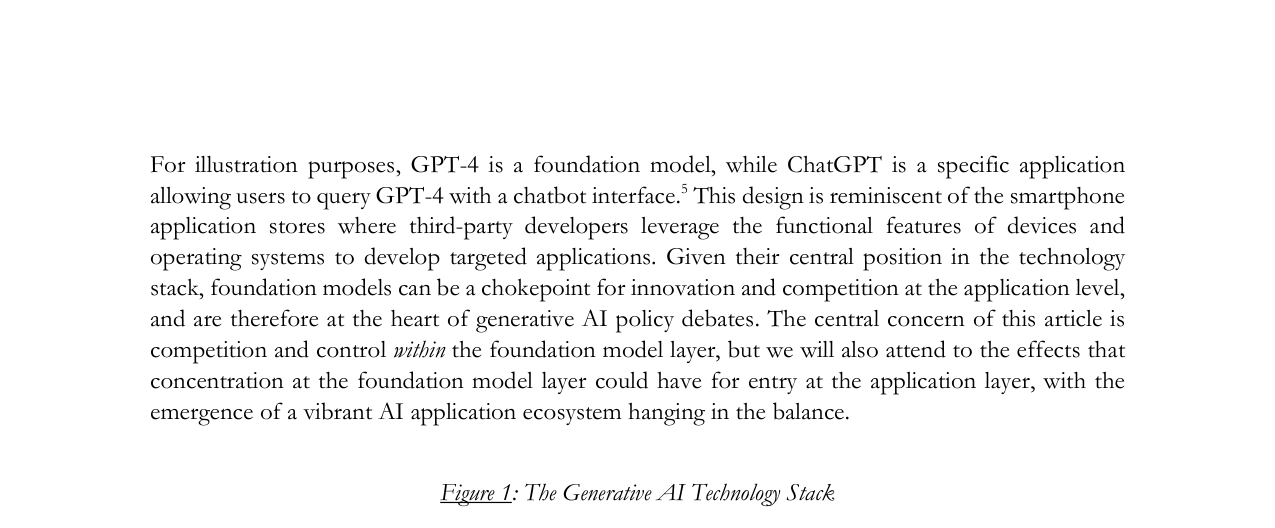 For illustration purposes, GPT-4 is a foundation model, while ChatGPT is a specific application
allowing users to query GPT-4 with a chatbot interface.5 This design is reminiscent of the smartphone
application stores where third-party developers leverage the functional features of devices and
operating systems to develop targeted applications. Given their central position in the technology
stack, foundation models can be a chokepoint for innovation and competition at the application level,
and are therefore at the heart of generative AI policy debates. The central concern of this article is
competition and control within the foundation model layer, but we will also attend to the effects that
concentration at the foundation model layer could have for entry at the application layer, with the
emergence of a vibrant AI application ecosystem hanging in the balance.
Figure 1: The Generative AI Technology Stack